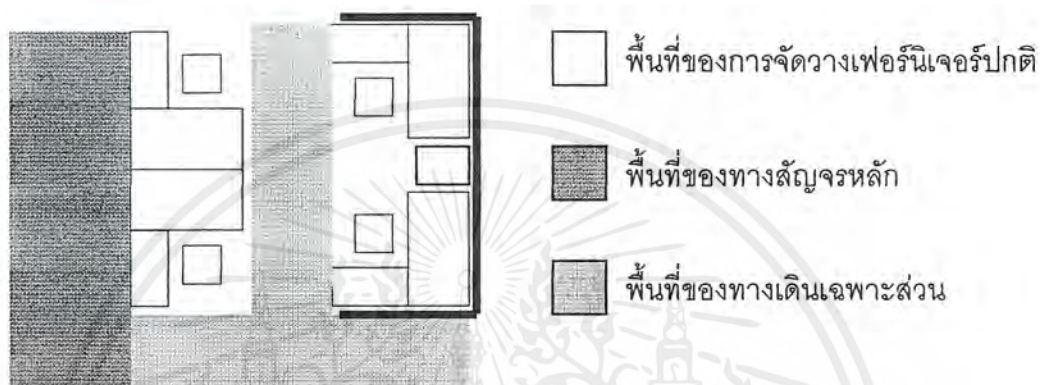 พื้นที่ของการจัดวางเฟอร์นิเจอร์ปกติ
พื้นที่ของทางสัญจรหลัก
พื้นที่ของทางเดินเฉพาะส่วน